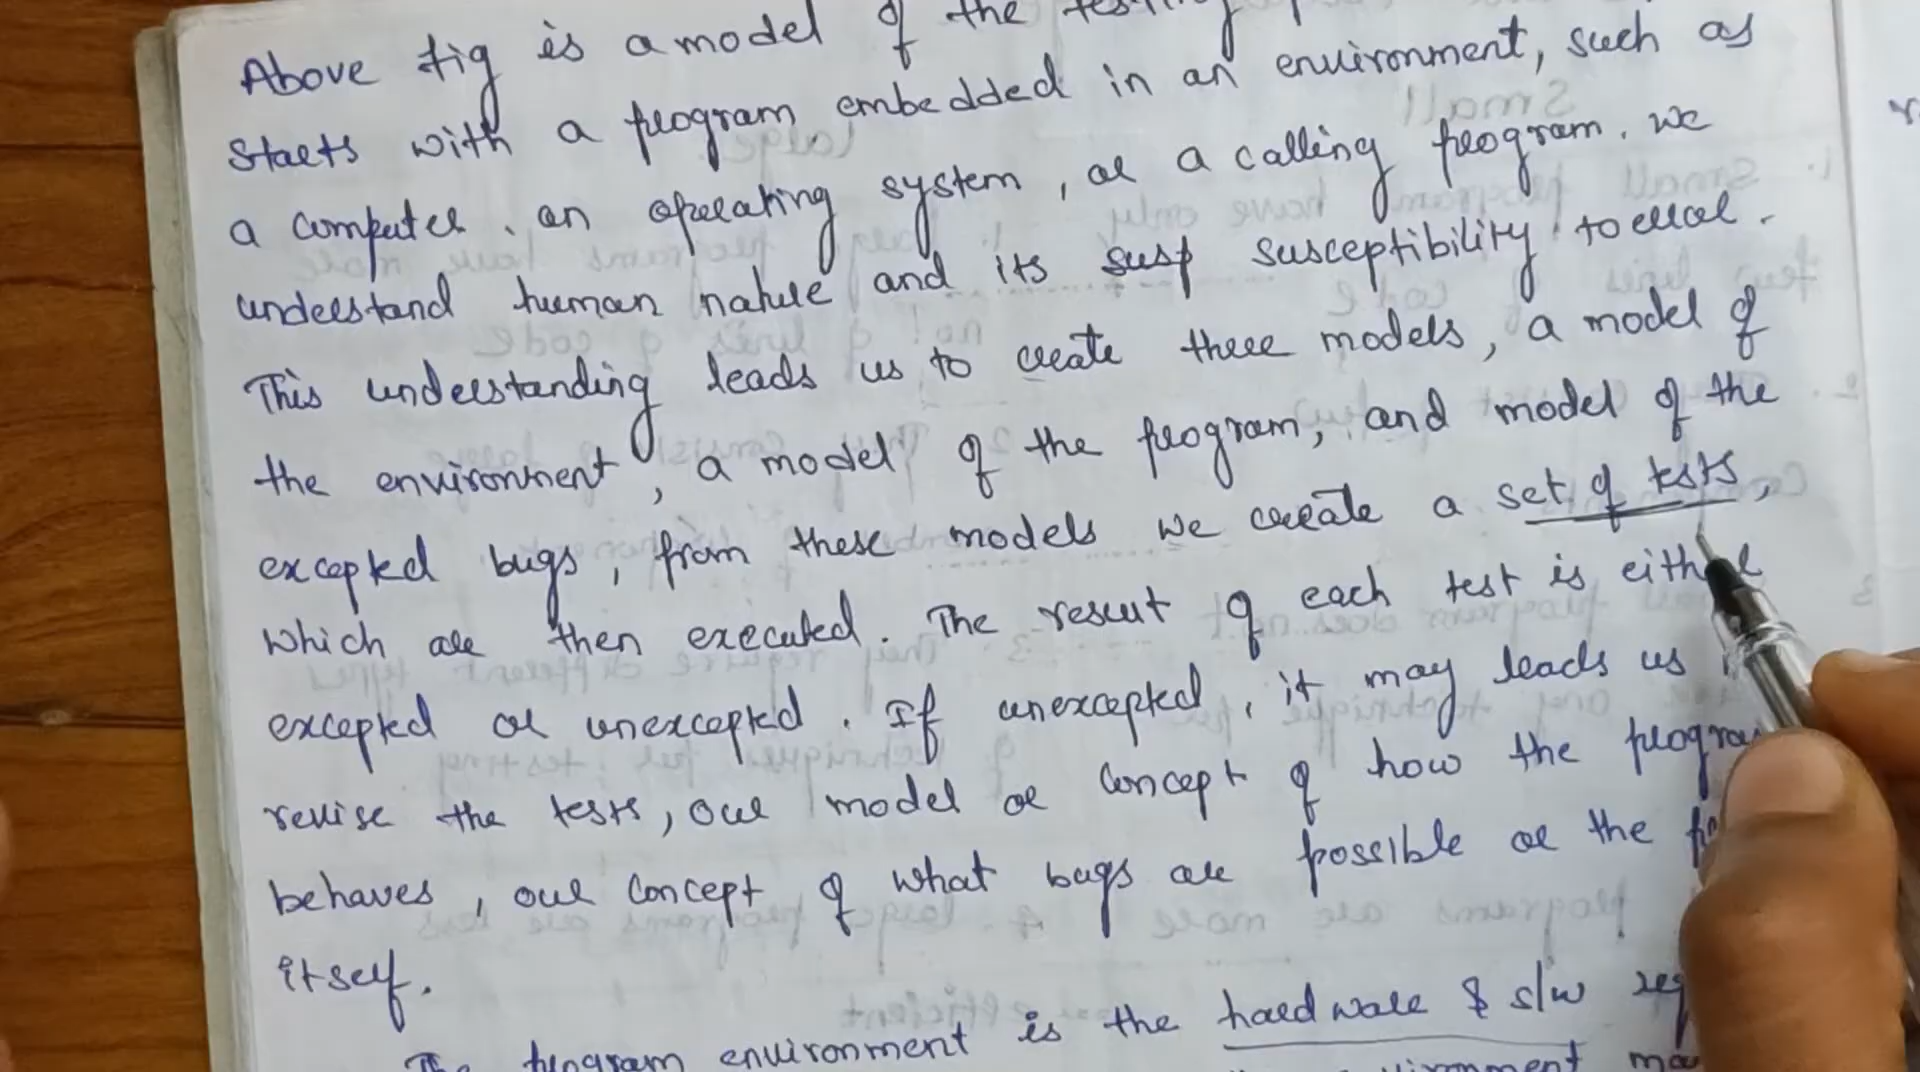 Above fig is a model of the testing
starts with a program embedded in an environment, such as
a computer, an operating system, or a calling program. we
understand human nature and its susp susceptibility to error.
This understanding leads us to create three models, a model of
the environment, a model of the program, and model of the
excepted bugs, from these models we create a set of tests,
which are then executed. The result of each test is either
excepted or unexcepted. If unexcepted, it may leads us
revise the tests, our model or concept of how the program
behaves, our concept of what bugs are possible or the
itself.
The program environment is the hardware & s/w